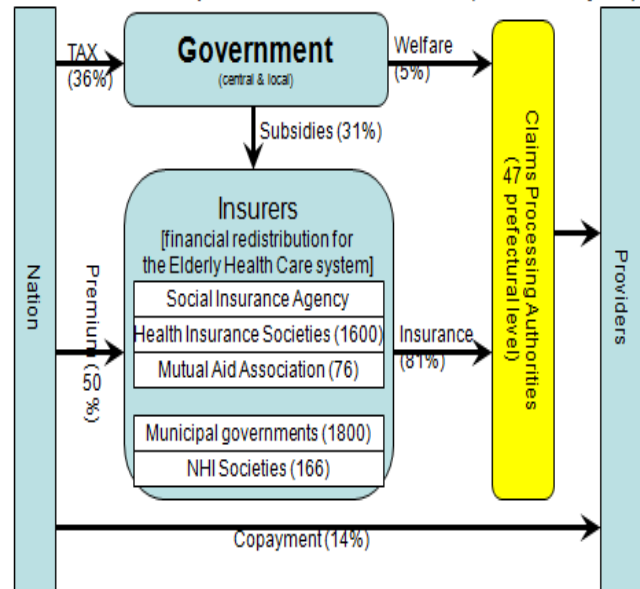 TAX
(36%)
Government
(central & local)
Welfare
(5%)
Subsidies (31%)
Insurers
[financial redistribution for
the Elderly Health Care system]
Social Insurance Agency
Health Insurance Societies (1600)
Mutual Aid Association (76)
Municipal governments (1800)
NHI Societies (166)
Nation
Premium (50
%)
Insurance
(81%)
Claims Processing Authorities
(47 prefectural level)
Providers
Copayment (14%)